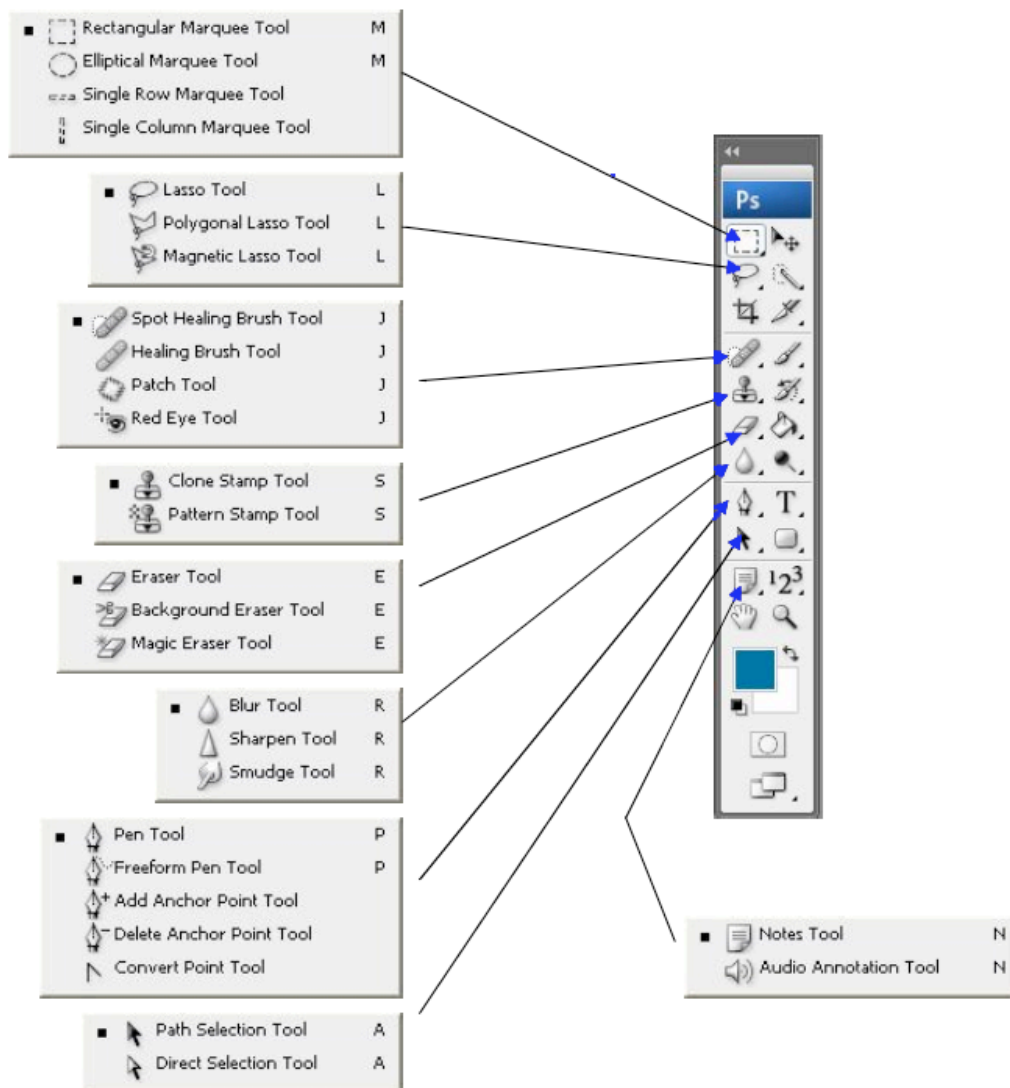 Rectangular Marquee Tool M
Elliptical Marquee Tool M
Single Row Marquee Tool
Single Column Marquee Tool
Lasso Tool L
Polygonal Lasso Tool L
Magnetic Lasso Tool L
Spot Healing Brush Tool J
Healing Brush Tool J
Patch Tool J
Red Eye Tool J
Clone Stamp Tool S
Pattern Stamp Tool S
Eraser Tool E
Background Eraser Tool E
Magic Eraser Tool E
Blur Tool R
Sharpen Tool R
Smudge Tool R
Pen Tool P
Freeform Pen Tool P
Add Anchor Point Tool
Delete Anchor Point Tool
Convert Point Tool
Path Selection Tool A
Direct Selection Tool A
Ps
T
123
Notes Tool N
Audio Annotation Tool N